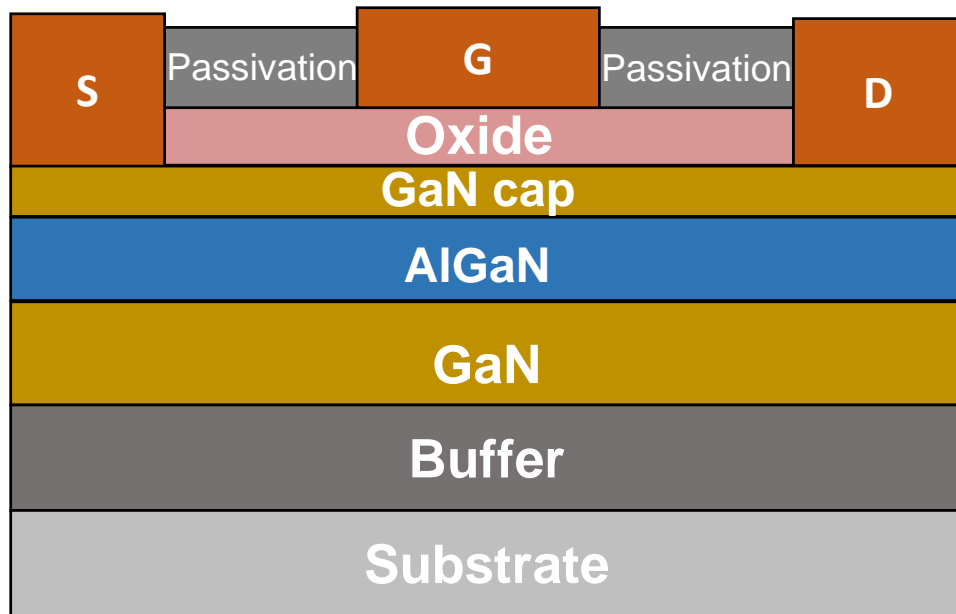 S
Passivation
G
Passivation
D
Oxide
GaN cap
AlGaN
GaN
Buffer
Substrate